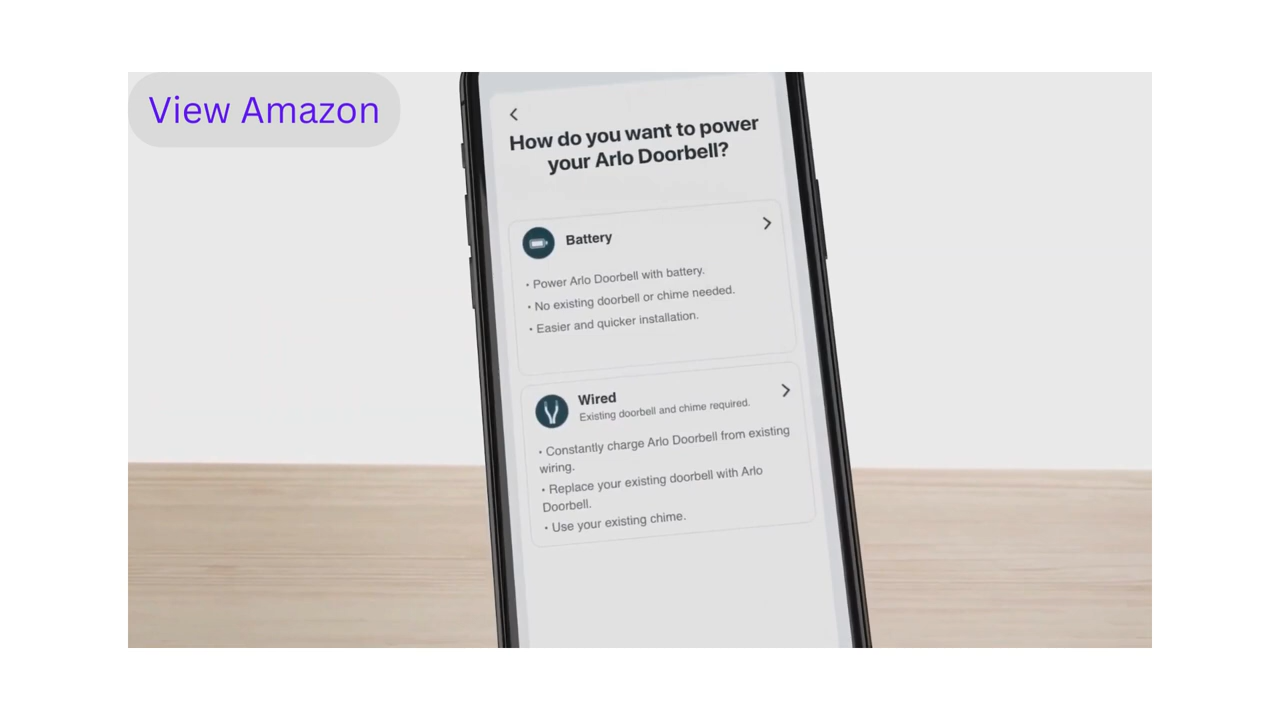 View Amazon
How do you want to power
your Arlo Doorbell?
Battery
• Power Arlo Doorbell with battery.
• No existing doorbell or chime needed.
• Easier and quicker installation.
Wired
Existing doorbell and chime required.
• Constantly charge Arlo Doorbell from existing
wiring.
• Replace your existing doorbell with Arlo
Doorbell.
• Use your existing chime.